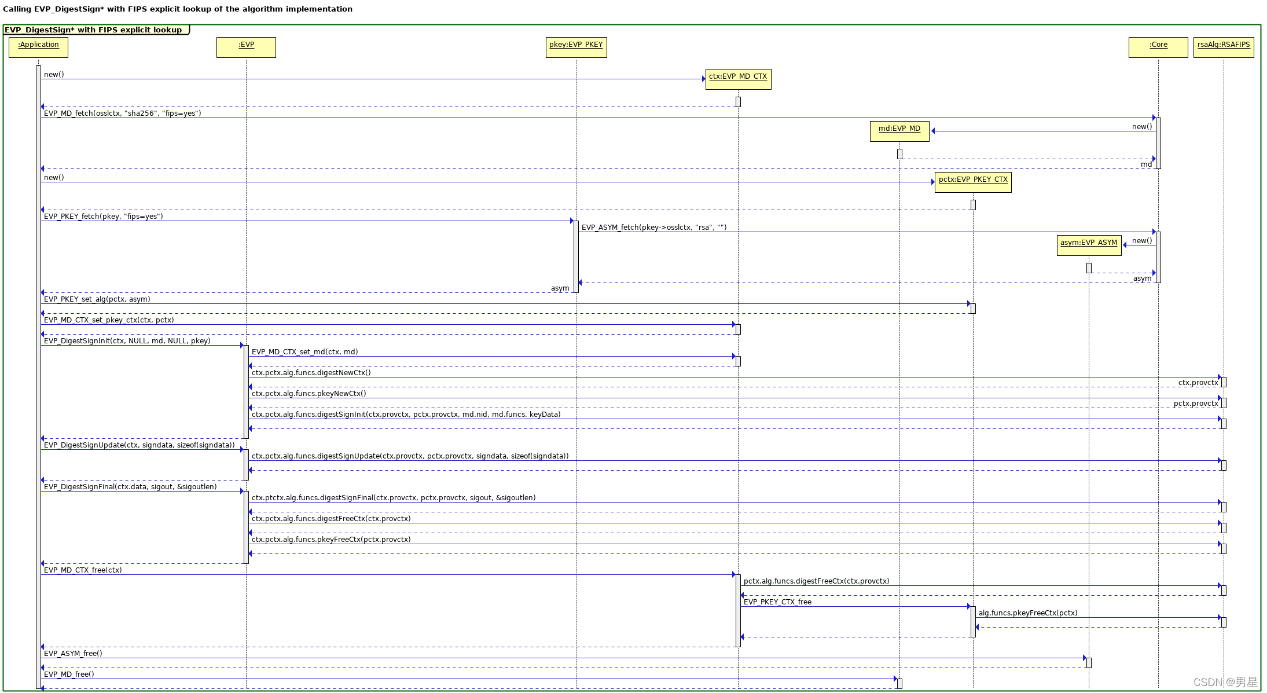 Calling EVP_DigestSign* with FIPS explicit lookup of the algorithm implementation
EVP_DigestSign* with FIPS explicit lookup
:Application
:EVP
pkey:EVP_PKEY
:Core
rsaAlg:RSAFIPS
new()
ctx:EVP_MD_CTX
EVP_MD_fetch(osslctx, "sha256", "fips=yes")
md:EVP_MD
new()
md
new()
pctx:EVP_PKEY_CTX
EVP_PKEY_fetch(pkey, "fips=yes")
EVP_ASYM_fetch(pkey->osslctx, "rsa", "")
asym:EVP_ASYM
new()
asym
asym
EVP_PKEY_set_alg(pctx, asym)
EVP_MD_CTX_set_pkey_ctx(ctx, pctx)
EVP_DigestSignInit(ctx, NULL, md, NULL, pkey)
EVP_MD_CTX_set_md(ctx, md)
ctx.pctx.alg.funcs.digestNewCtx()
ctx.provctx
ctx.pctx.alg.funcs.pkeyNewCtx()
pctx.provctx
ctx.pctx.alg.funcs.digestSignInit(ctx.provctx, pctx.provctx, md.nid, md.funcs, keyData)
EVP_DigestSignUpdate(ctx, signdata, sizeof(signdata))
ctx.pctx.alg.funcs.digestSignUpdate(ctx.provctx, pctx.provctx, signdata, sizeof(signdata))
EVP_DigestSignFinal(ctx.data, sigout, &sigoutlen)
ctx.ptctx.alg.funcs.digestSignFinal(ctx.provctx, pctx.provctx, sigout, &sigoutlen)
ctx.pctx.alg.funcs.digestFreeCtx(ctx.provctx)
ctx.pctx.alg.funcs.pkeyFreeCtx(pctx.provctx)
EVP_MD_CTX_free(ctx)
pctx.alg.funcs.digestFreeCtx(ctx.provctx)
EVP_PKEY_CTX_free
alg.funcs.pkeyFreeCtx(pctx)
EVP_ASYM_free()
EVP_MD_free()
CSDN @男星